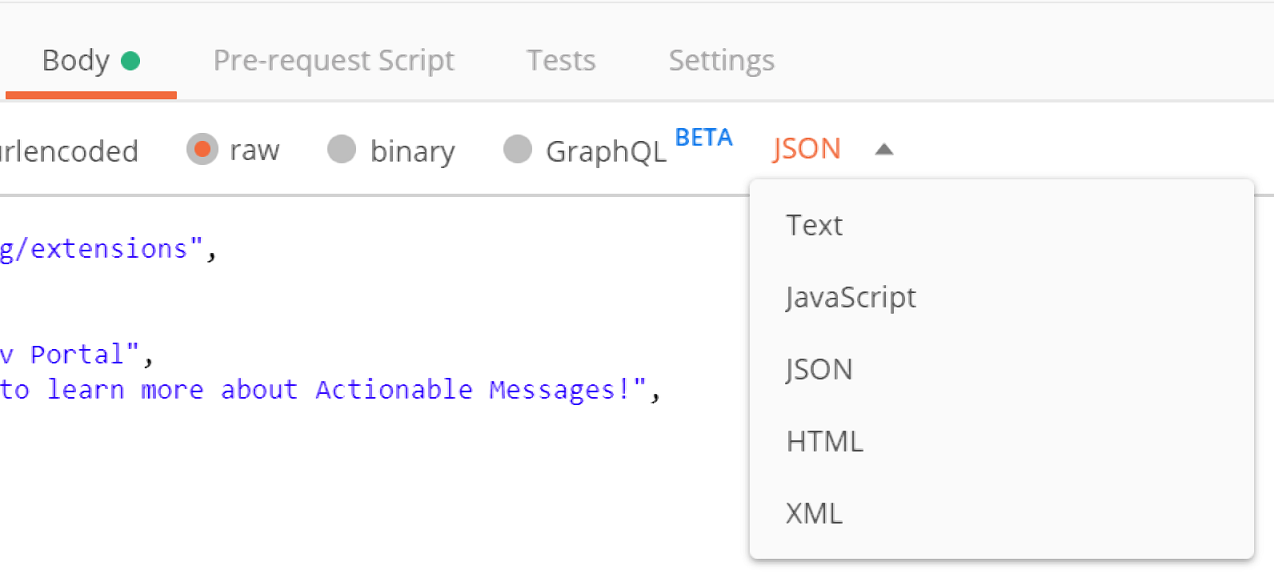 Body Pre-request Script Tests Settings
urlencoded raw binary GraphQL BETA JSON
g/extensions",
v Portal",
to learn more about Actionable Messages!",
Text
JavaScript
JSON
HTML
XML